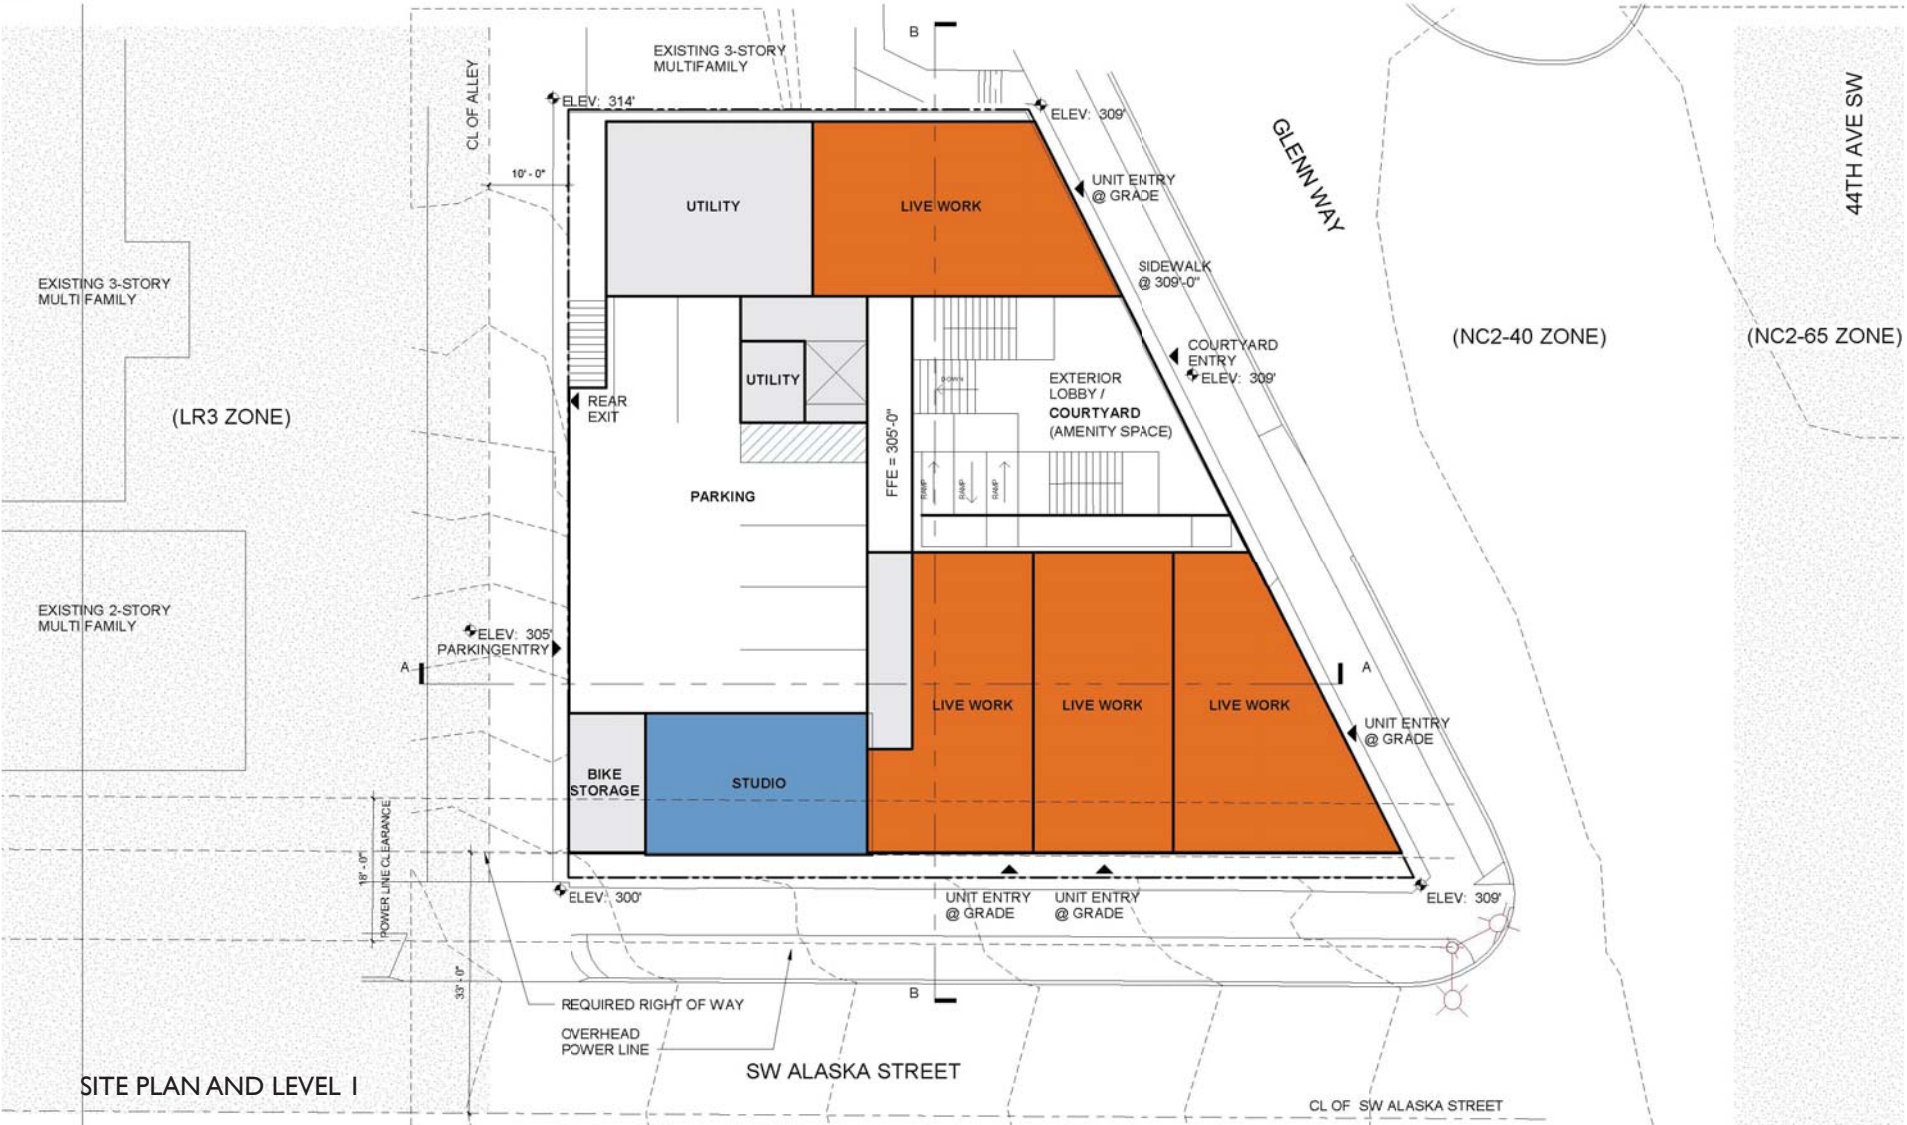 B
EXISTING 3-STORY
MULTIFAMILY
CL OF ALLEY
ELEV: 314'
ELEV: 309'
GLENN WAY
44TH AVE SW
10' - 0"
UNIT ENTRY
@ GRADE
UTILITY
LIVE WORK
SIDEWALK
@ 309'-0"
EXISTING 3-STORY
MULTI FAMILY
(NC2-40 ZONE)
(NC2-65 ZONE)
COURTYARD
ENTRY
ELEV: 309'
UTILITY
DOWN
EXTERIOR
LOBBY /
COURTYARD
(AMENITY SPACE)
REAR
EXIT
(LR3 ZONE)
FFE = 305'-0"
PARKING
RAMP
RAMP
RAMP
EXISTING 2-STORY
MULTI FAMILY
ELEV: 305'
PARKINGENTRY
A
A
LIVE WORK
LIVE WORK
LIVE WORK
UNIT ENTRY
@ GRADE
BIKE
STORAGE
STUDIO
18' - 0"
POWER LINE CLEARANCE
ELEV: 300'
UNIT ENTRY
@ GRADE
UNIT ENTRY
@ GRADE
ELEV: 309'
33' - 0"
B
REQUIRED RIGHT OF WAY
OVERHEAD
POWER LINE
SW ALASKA STREET
SITE PLAN AND LEVEL 1
CL OF SW ALASKA STREET